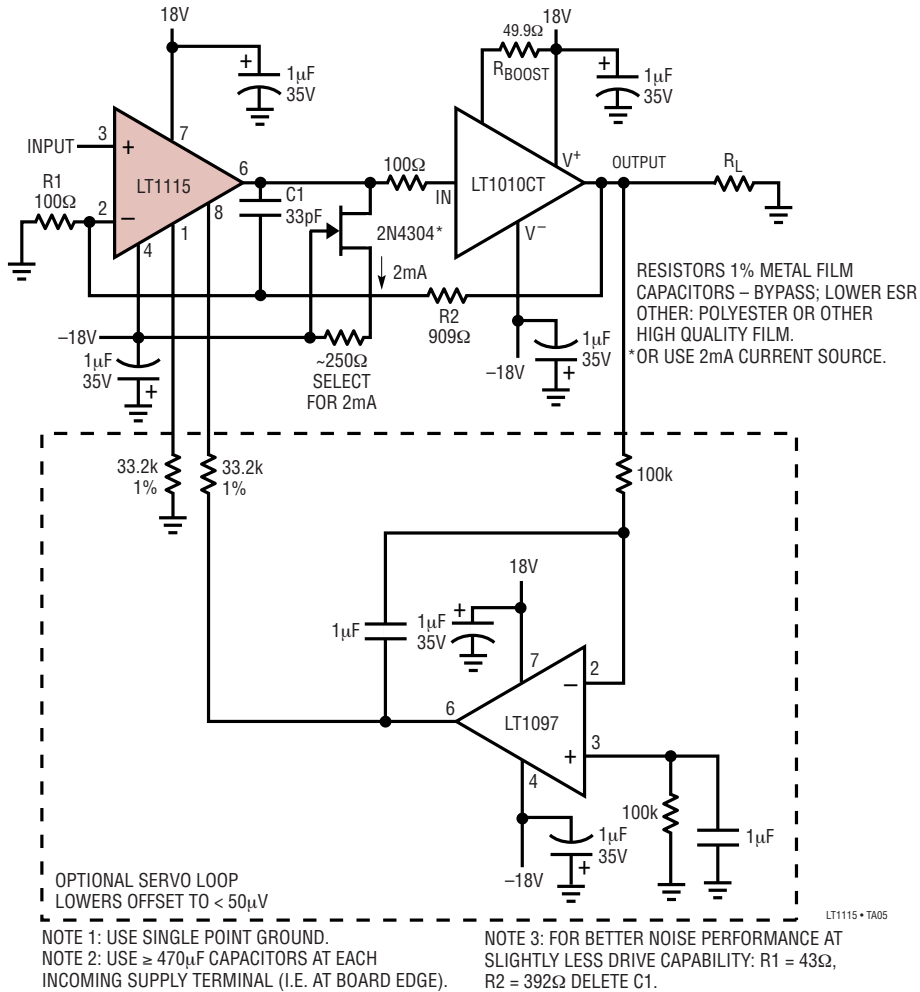 18V
+
1μF
35V
49.9Ω
R_BOOST
18V
+
1μF
35V
INPUT
3
+
7
LT1115
6
R1
100Ω
2
–
8
4
1
C1
33pF
100Ω
IN
LT1010CT
V+
V–
OUTPUT
R_L
2N4304*
2mA
R2
909Ω
–18V
1μF
35V
+
~250Ω
SELECT
FOR 2mA
–18V
1μF
35V
+
RESISTORS 1% METAL FILM
CAPACITORS – BYPASS; LOWER ESR
OTHER: POLYESTER OR OTHER
HIGH QUALITY FILM.
*OR USE 2mA CURRENT SOURCE.
33.2k
1%
33.2k
1%
100k
18V
1μF
1μF
35V
+
7
2
–
6
LT1097
3
+
4
100k
1μF
1μF
35V
+
–18V
OPTIONAL SERVO LOOP
LOWERS OFFSET TO < 50μV
LT1115 • TA05
NOTE 1: USE SINGLE POINT GROUND.
NOTE 2: USE ≥ 470μF CAPACITORS AT EACH
INCOMING SUPPLY TERMINAL (I.E. AT BOARD EDGE).
NOTE 3: FOR BETTER NOISE PERFORMANCE AT
SLIGHTLY LESS DRIVE CAPABILITY: R1 = 43Ω,
R2 = 392Ω DELETE C1.